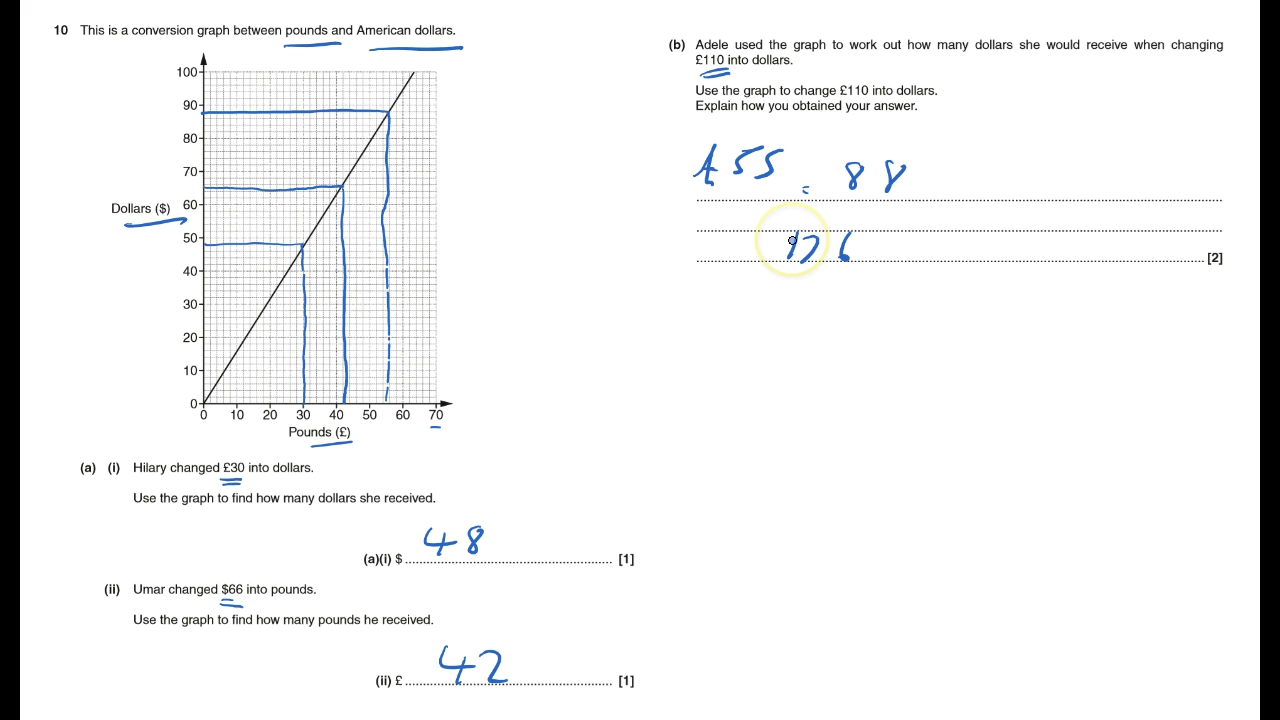 10 This is a conversion graph between pounds and American dollars.
100
90
80
70
60
50
40
30
20
10
0
Dollars ($)
0 10 20 30 40 50 60 70
Pounds (£)
(a) (i) Hilary changed £30 into dollars.
Use the graph to find how many dollars she received.
48
(a)(i) $ ........................................................ [1]
(ii) Umar changed $66 into pounds.
Use the graph to find how many pounds he received.
42
(ii) £ ........................................................ [1]
(b) Adele used the graph to work out how many dollars she would receive when changing
£110 into dollars.
Use the graph to change £110 into dollars.
Explain how you obtained your answer.
£55 = 88
176
[2]